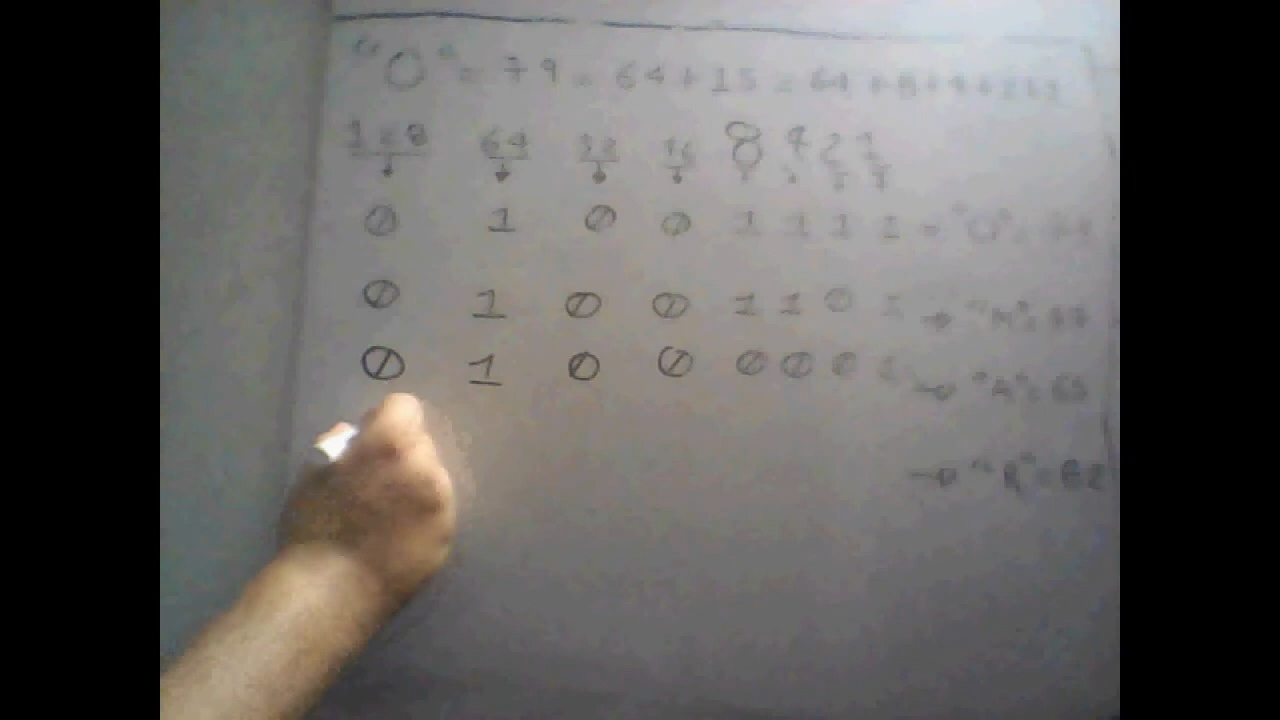 "O" = 79 = 64+15 = 64+8+4+2+1
128 64 32 16 8 4 2 1
0 1 0 0 1 1 1 1 = "O" = 79
0 1 0 0 1 1 0 1 → "M" = 77
0 1 0 0 0 0 0 1 → "A" = 65
→ "R" = 82